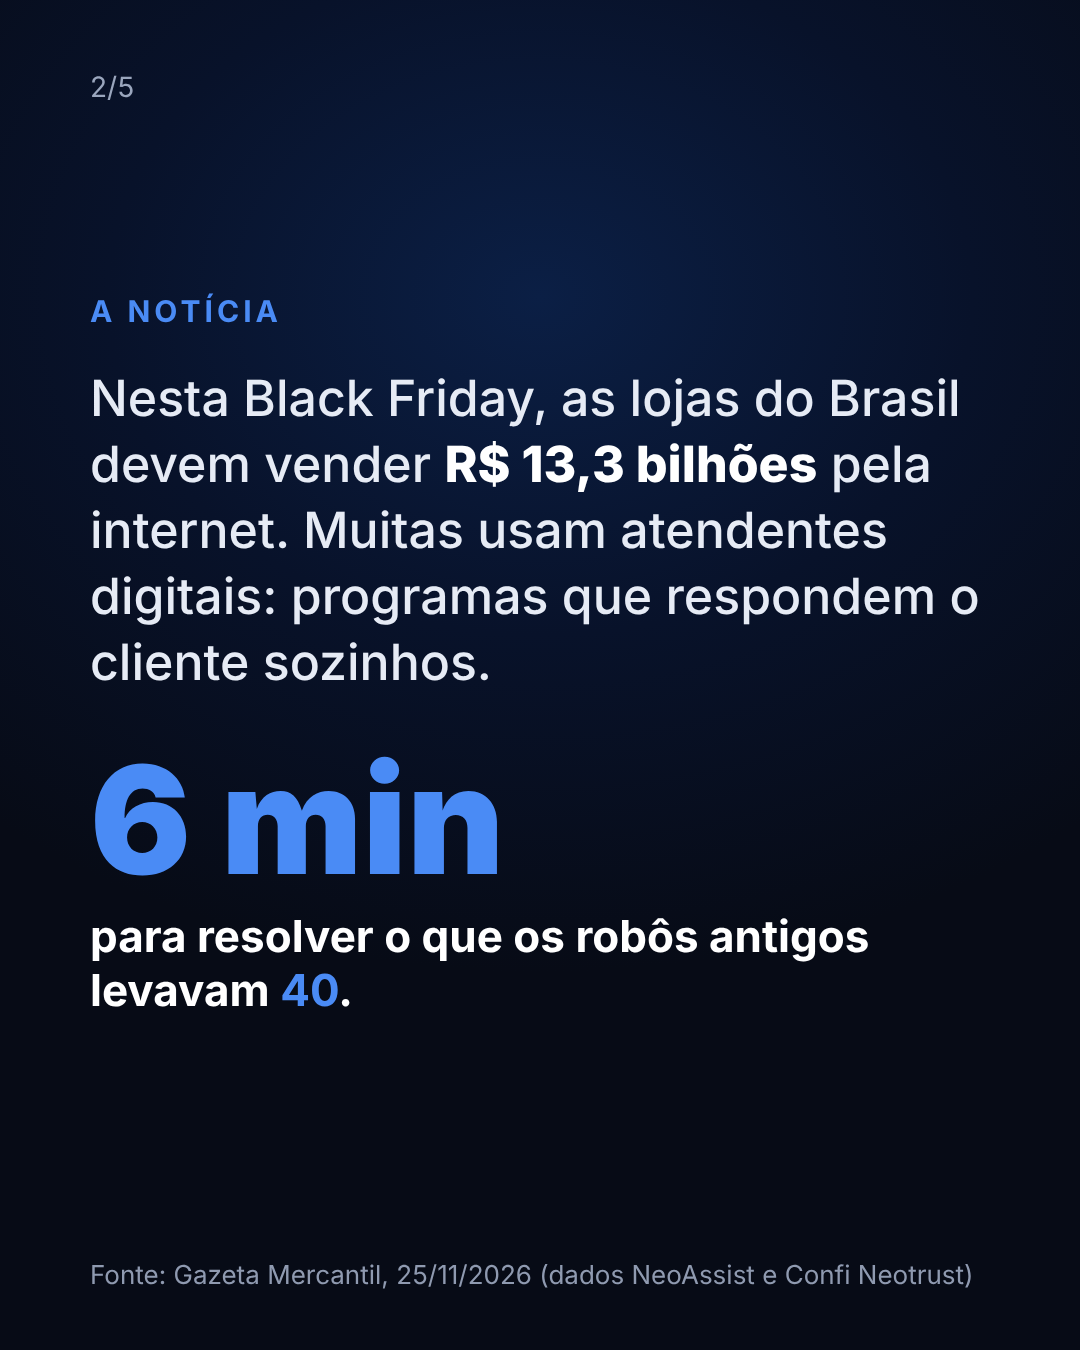 2/5
A NOTÍCIA
Nesta Black Friday, as lojas do Brasil
devem vender R$ 13,3 bilhões pela
internet. Muitas usam atendentes
digitais: programas que respondem o
cliente sozinhos.
6 min
para resolver o que os robôs antigos
levavam 40.
Fonte: Gazeta Mercantil, 25/11/2026 (dados NeoAssist e Confi Neotrust)